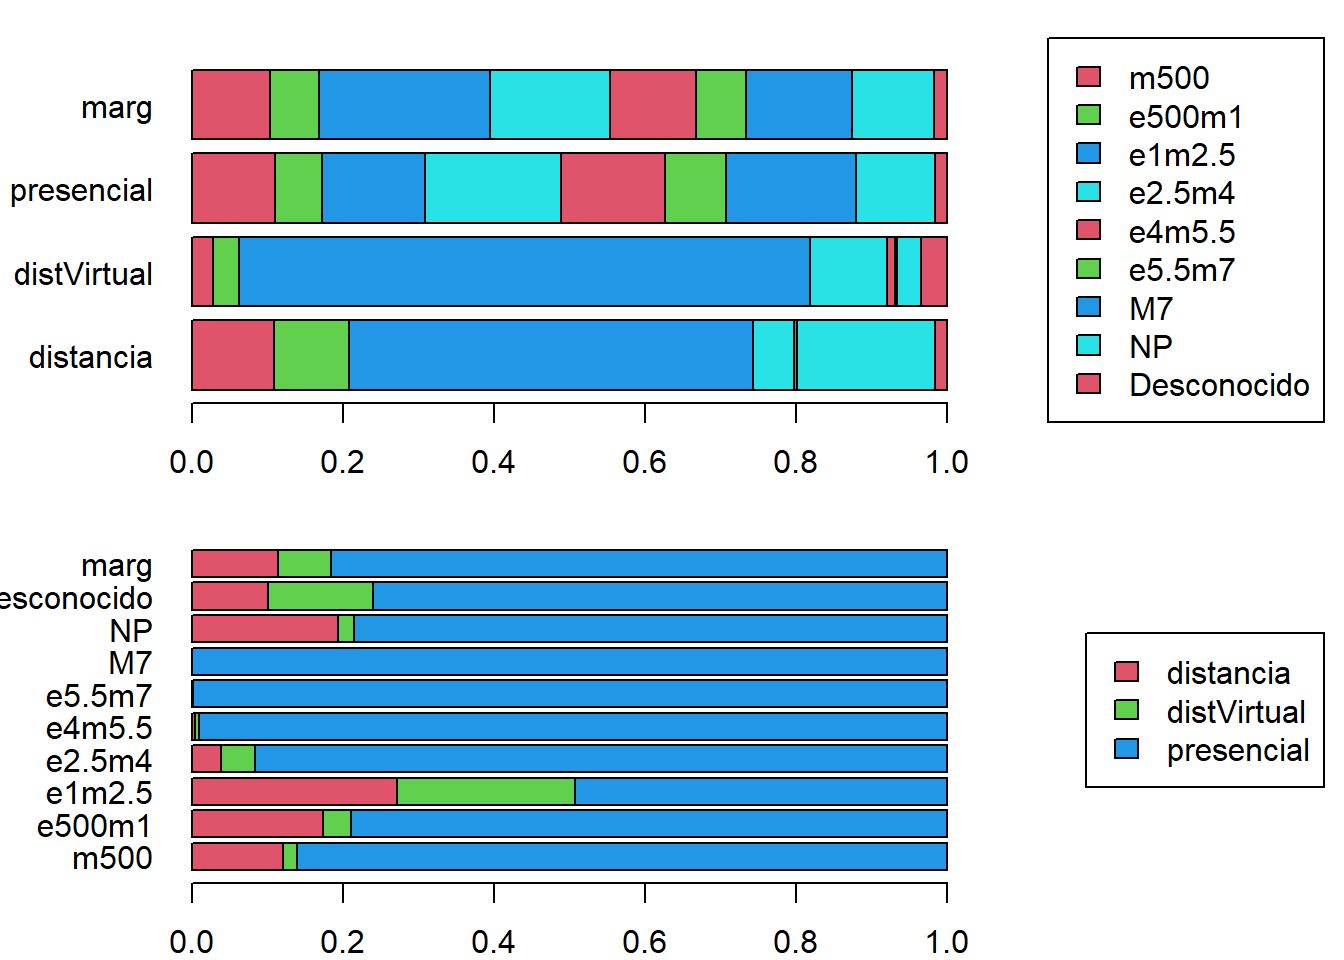 marg
presencial
distVirtual
distancia
0.0 0.2 0.4 0.6 0.8 1.0
m500
e500m1
e1m2.5
e2.5m4
e4m5.5
e5.5m7
M7
NP
Desconocido
marg
esconocido
NP
M7
e5.5m7
e4m5.5
e2.5m4
e1m2.5
e500m1
m500
0.0 0.2 0.4 0.6 0.8 1.0
distancia
distVirtual
presencial